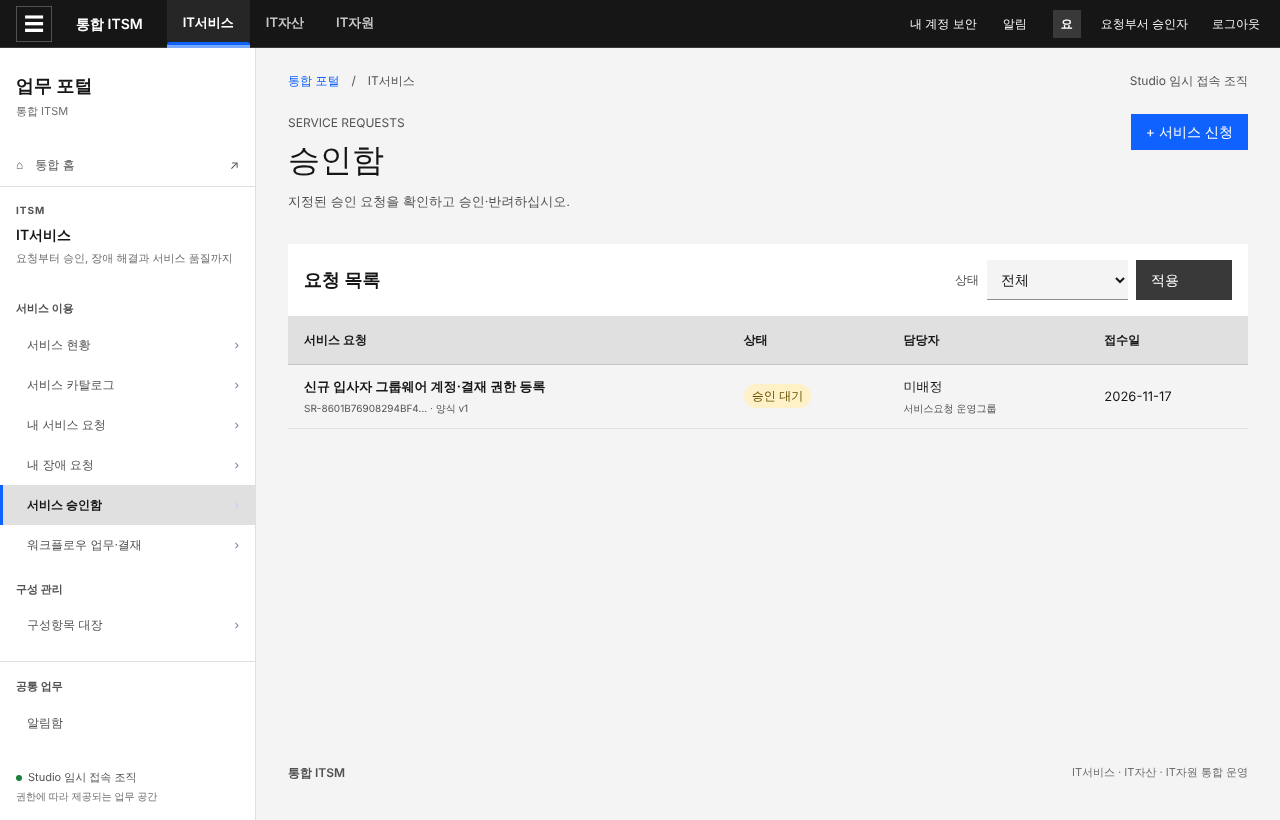 통합 ITSM
IT서비스
IT자산
IT자원
내 계정 보안
알림
요
요청부서 승인자
로그아웃
업무 포털
통합 ITSM
통합 홈
ITSM
IT서비스
요청부터 승인, 장애 해결과 서비스 품질까지
서비스 이용
서비스 현황
서비스 카탈로그
내 서비스 요청
내 장애 요청
서비스 승인함
워크플로우 업무·결재
구성 관리
구성항목 대장
공통 업무
알림함
Studio 임시 접속 조직
권한에 따라 제공되는 업무 공간
통합 포털 / IT서비스
Studio 임시 접속 조직
SERVICE REQUESTS
승인함
지정된 승인 요청을 확인하고 승인·반려하십시오.
+ 서비스 신청
요청 목록
상태
전체
적용
서비스 요청 상태 담당자 접수일
신규 입사자 그룹웨어 계정·결재 권한 등록
SR-8601B76908294BF4... · 양식 v1
승인 대기
미배정
서비스요청 운영그룹
2026-11-17
통합 ITSM
IT서비스 · IT자산 · IT자원 통합 운영